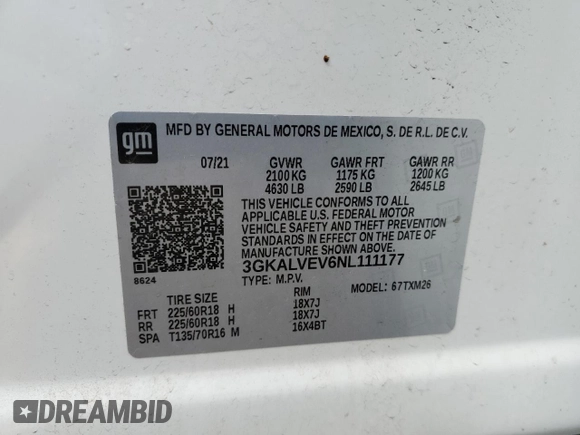 gm
MFD BY GENERAL MOTORS DE MEXICO, S. DE R.L. DE C.V.
07/21 GVWR GAWR FRT GAWR RR
2100 KG 1175 KG 1200 KG
4630 LB 2590 LB 2645 LB
THIS VEHICLE CONFORMS TO ALL
APPLICABLE U.S. FEDERAL MOTOR
VEHICLE SAFETY AND THEFT PREVENTION
STANDARDS IN EFFECT ON THE DATE OF
MANUFACTURE SHOWN ABOVE.
3GKALVEV6NL111177
8624
TYPE: M.P.V. MODEL: 67TXM26
TIRE SIZE RIM
FRT 225/60R18 H 18X7J
RR 225/60R18 H 18X7J
SPA T135/70R16 M 16X4BT
DREAMBID